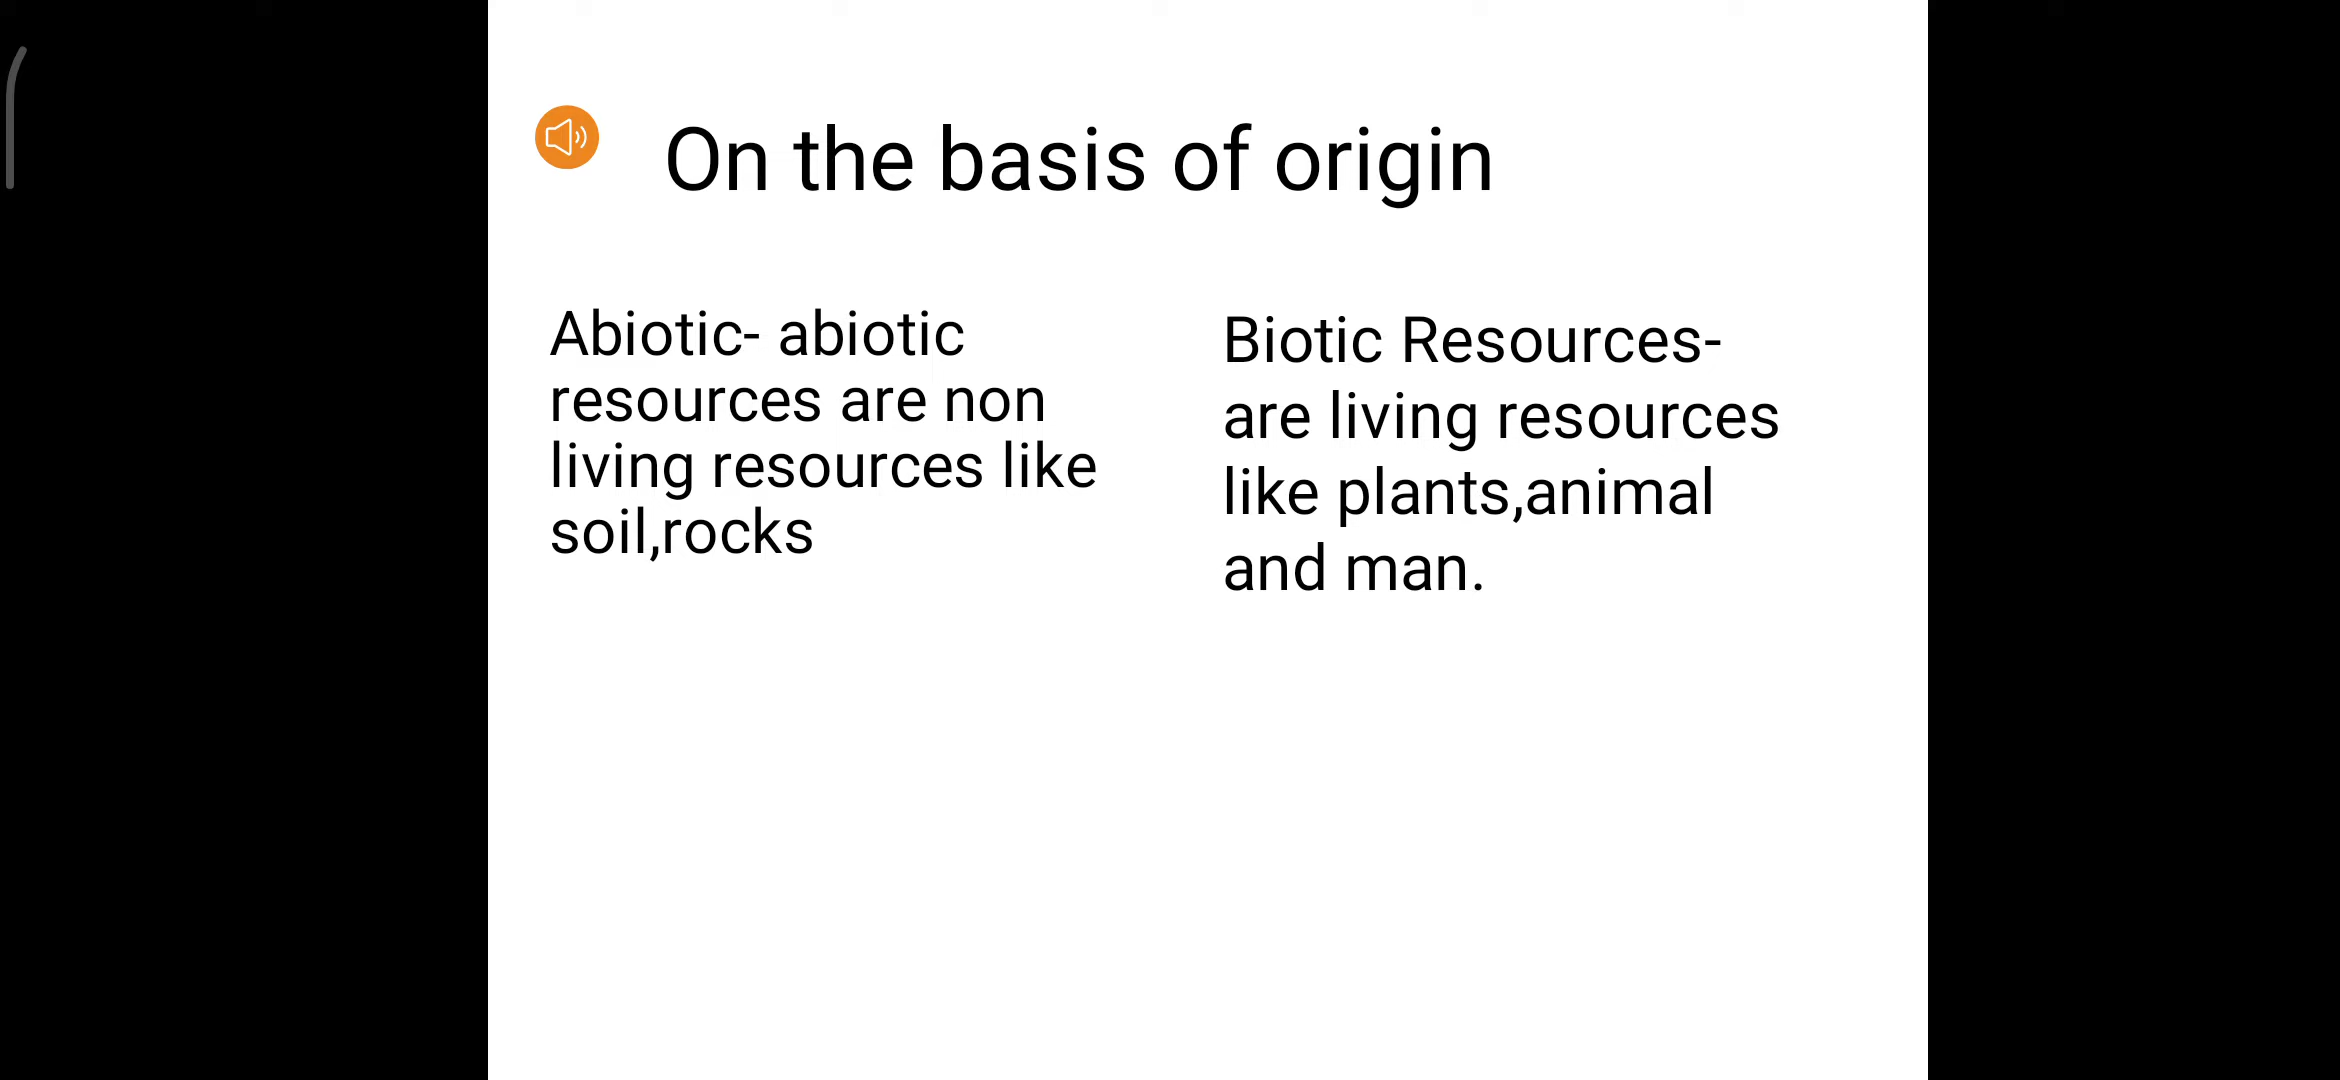 On the basis of origin
Abiotic- abiotic
resources are non
living resources like
soil,rocks
Biotic Resources-
are living resources
like plants,animal
and man.